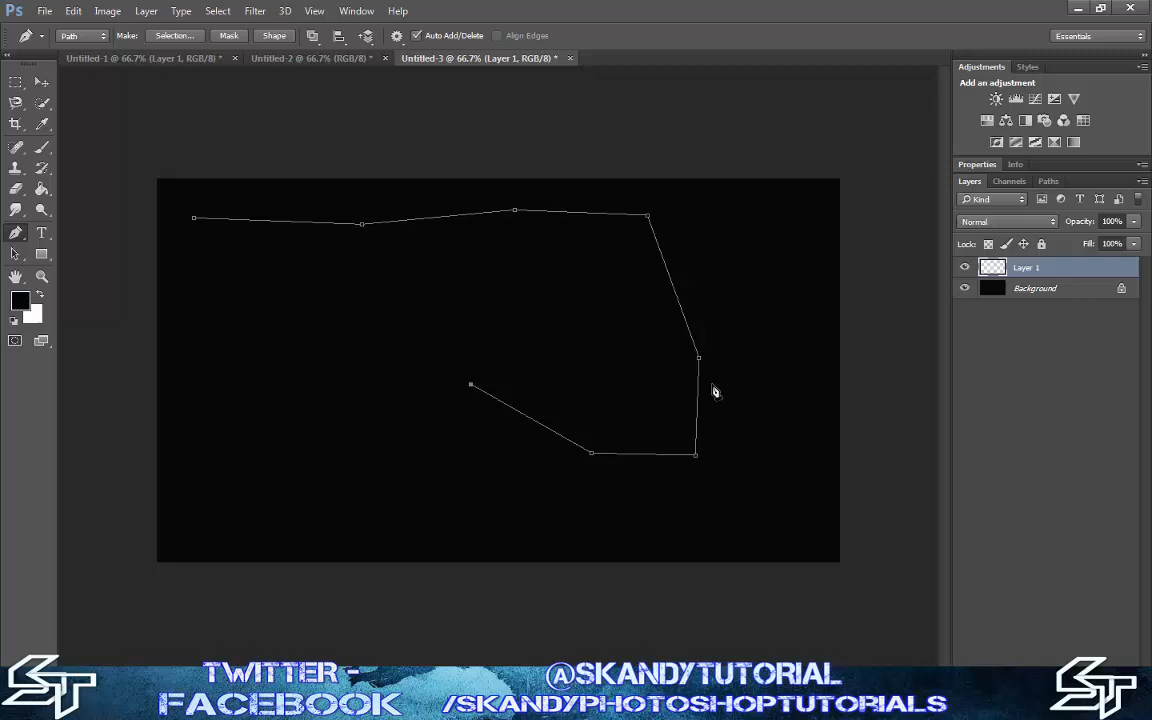 Ps File Edit Image Layer Type Select Filter 3D View Window Help
Path Make: Selection... Mask Shape Auto Add/Delete Align Edges Essentials
Untitled-1 @ 66.7% (Layer 1, RGB/8) * × Untitled-2 @ 66.7% (RGB/8) * × Untitled-3 @ 66.7% (Layer 1, RGB/8) * ×
Adjustments Styles
Add an adjustment
Properties Info
Layers Channels Paths
Kind
Normal Opacity: 100%
Lock: Fill: 100%
Layer 1
Background
T
ST TWITTER - @SKANDYTUTORIAL ST
FACEBOOK /SKANDYPHOTOSHOPTUTORIALS